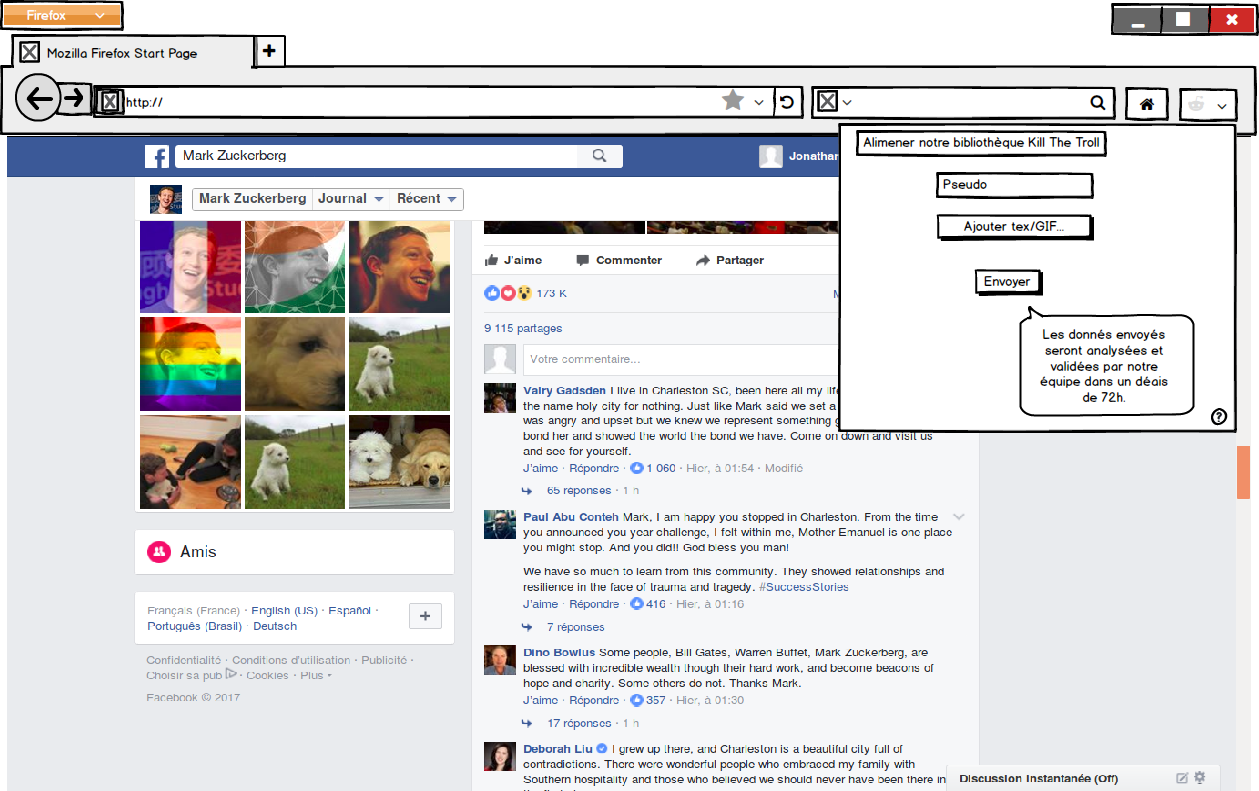 Firefox
Mozilla Firefox Start Page
http://
Alimener notre bibliothèque Kill The Troll
Pseudo
Ajouter tex/GIF...
Envoyer
Les donnés envoyés
seront analysées et
validées par notre
équipe dans un déais
de 72h.
?
f
Mark Zuckerberg
Jonathan
Mark Zuckerberg
Journal
Récent
J'aime
Commenter
Partager
173 K
9 115 partages
Votre commentaire...
Valry Gadsden I live in Charleston SC, been here all my life
the name holy city for nothing. Just like Mark said we set a
was angry and upset but we knew we represent something
bond her and showed the world the bond we have. Come on down and visit us
and see for yourself.
J'aime · Répondre · 1 060 · Hier, à 01:54 · Modifié
65 réponses · 1 h
Paul Abu Conteh Mark, I am happy you stopped in Charleston. From the time
you announced you year challenge, I felt within me, Mother Emanuel is one place
you might stop. And you did!! God bless you man!
We have so much to learn from this community. They showed relationships and
resilience in the face of trauma and tragedy. #SuccessStories
J'aime · Répondre · 416 · Hier, à 01:16
7 réponses
Dino Bowlus Some people, Bill Gates, Warren Buffet, Mark Zuckerberg, are
blessed with incredible wealth though their hard work, and become beacons of
hope and charity. Some others do not. Thanks Mark.
J'aime · Répondre · 357 · Hier, à 01:30
17 réponses · 1 h
Deborah Liu I grew up there, and Charleston is a beautiful city full of
contradictions. There were wonderful people who embraced my family with
Southern hospitality and those who believed we should never have been there in
Amis
Français (France) · English (US) · Español ·
Português (Brasil) · Deutsch
+
Confidentialité · Conditions d'utilisation · Publicité ·
Choisir sa pub · Cookies · Plus
Facebook © 2017
Discussion instantanée (Off)